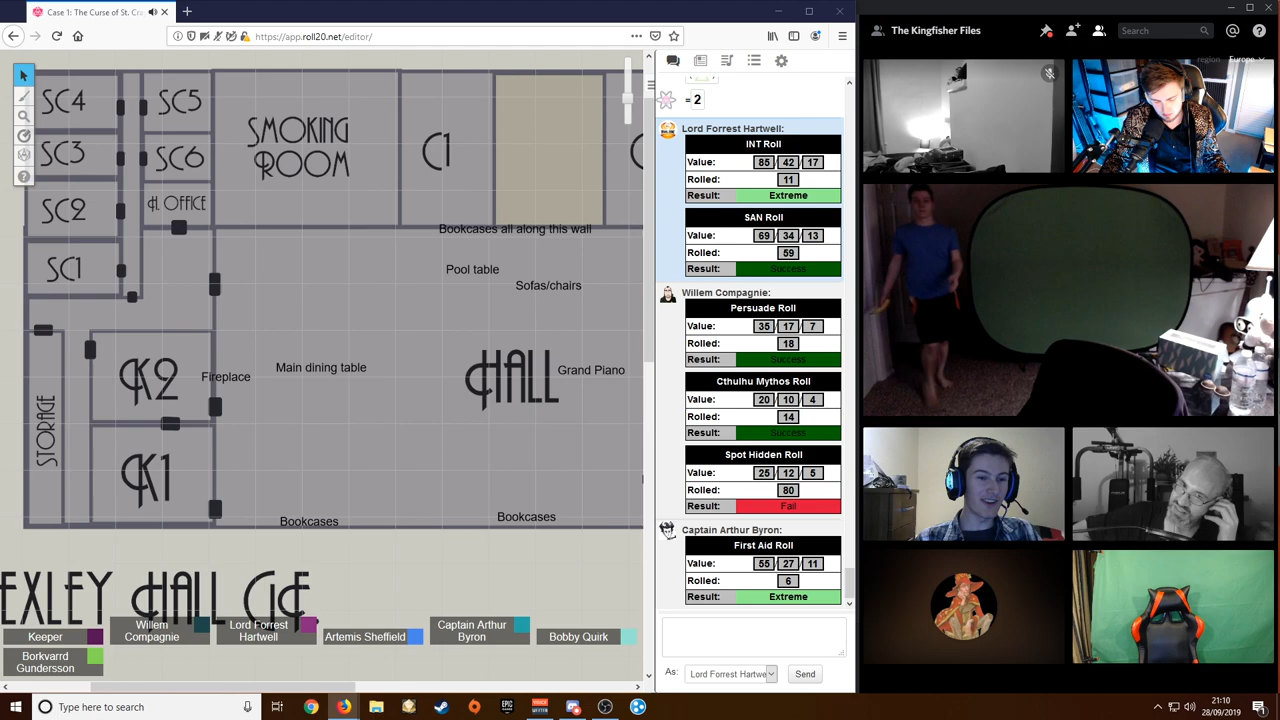 Case 1: The Curse of St. Cra
https://app.roll20.net/editor/
SC4
SC5
SC3
SC6
SC2
SC1
H. OFFICE
SMOKING
ROOM
C1
Bookcases all along this wall
Pool table
Sofas/chairs
K2
Fireplace
Main dining table
HALL
Grand Piano
STORAGE
K1
Bookcases
Bookcases
EXLEY HALL
Keeper
Willem
Compagnie
Lord Forrest
Hartwell
Artemis Sheffield
Captain Arthur
Byron
Bobby Quirk
Borkvarrd
Gundersson
=2
Lord Forrest Hartwell:
INT Roll
Value: 85 42 17
Rolled: 11
Result: Extreme
SAN Roll
Value: 69 34 13
Rolled: 59
Result: Success
Willem Compagnie:
Persuade Roll
Value: 35 17 7
Rolled: 18
Result: Success
Cthulhu Mythos Roll
Value: 20 10 4
Rolled: 14
Result: Success
Spot Hidden Roll
Value: 25 12 5
Rolled: 80
Result: Fail
Captain Arthur Byron:
First Aid Roll
Value: 55 27 11
Rolled: 6
Result: Extreme
As: Lord Forrest Hartwe
Send
The Kingfisher Files
Search
region Europe
Type here to search
EPIC
21:10
28/09/2019
1